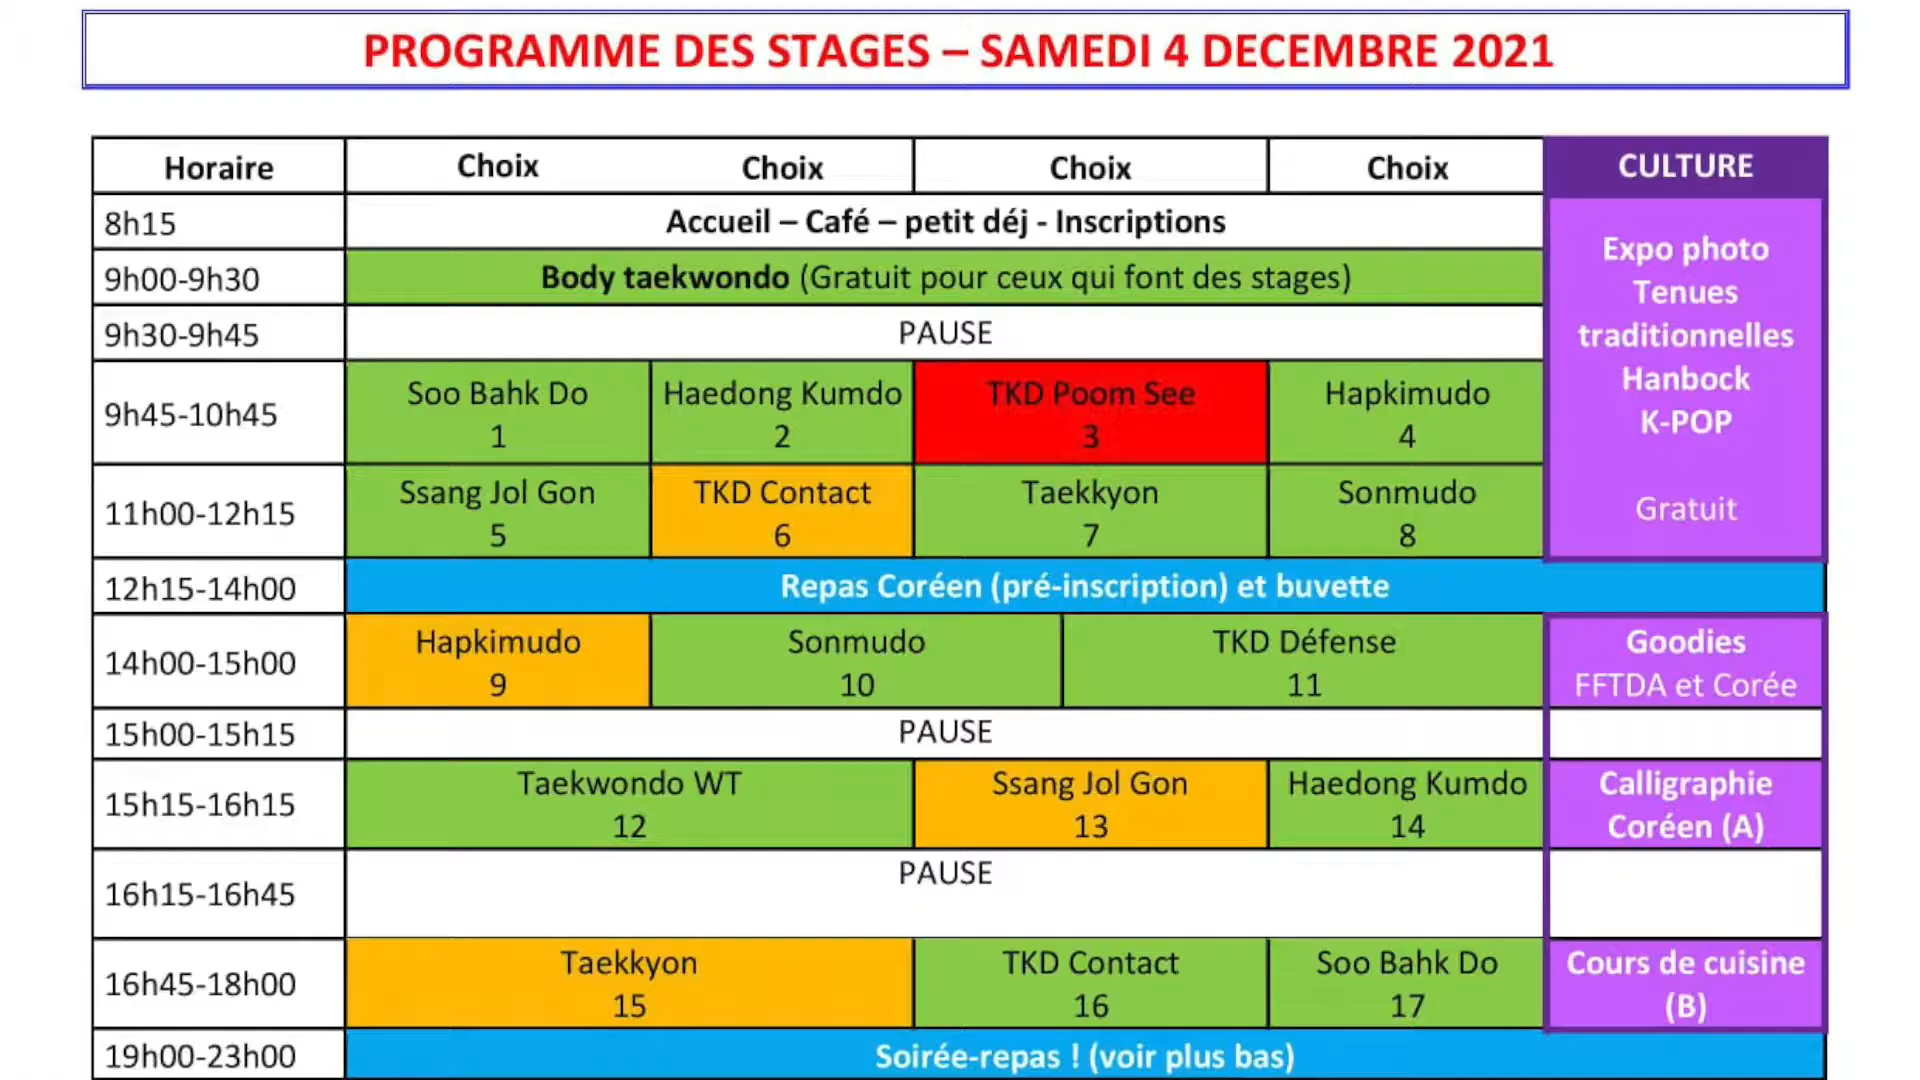 PROGRAMME DES STAGES – SAMEDI 4 DECEMBRE 2021
Horaire Choix Choix Choix Choix CULTURE
8h15 Accueil – Café – petit déj - Inscriptions
9h00-9h30 Body taekwondo (Gratuit pour ceux qui font des stages)
9h30-9h45 PAUSE
Expo photo
Tenues
traditionnelles
Hanbock
K-POP
Gratuit
9h45-10h45
Soo Bahk Do Haedong Kumdo TKD Poom See Hapkimudo
1 2 3 4
11h00-12h15
Ssang Jol Gon TKD Contact Taekkyon Sonmudo
5 6 7 8
12h15-14h00 Repas Coréen (pré-inscription) et buvette
14h00-15h00
Hapkimudo Sonmudo TKD Défense Goodies
9 10 11 FFTDA et Corée
15h00-15h15 PAUSE
15h15-16h15
Taekwondo WT Ssang Jol Gon Haedong Kumdo Calligraphie
12 13 14 Coréen (A)
16h15-16h45 PAUSE
16h45-18h00
Taekkyon TKD Contact Soo Bahk Do Cours de cuisine
15 16 17 (B)
19h00-23h00 Soirée-repas ! (voir plus bas)